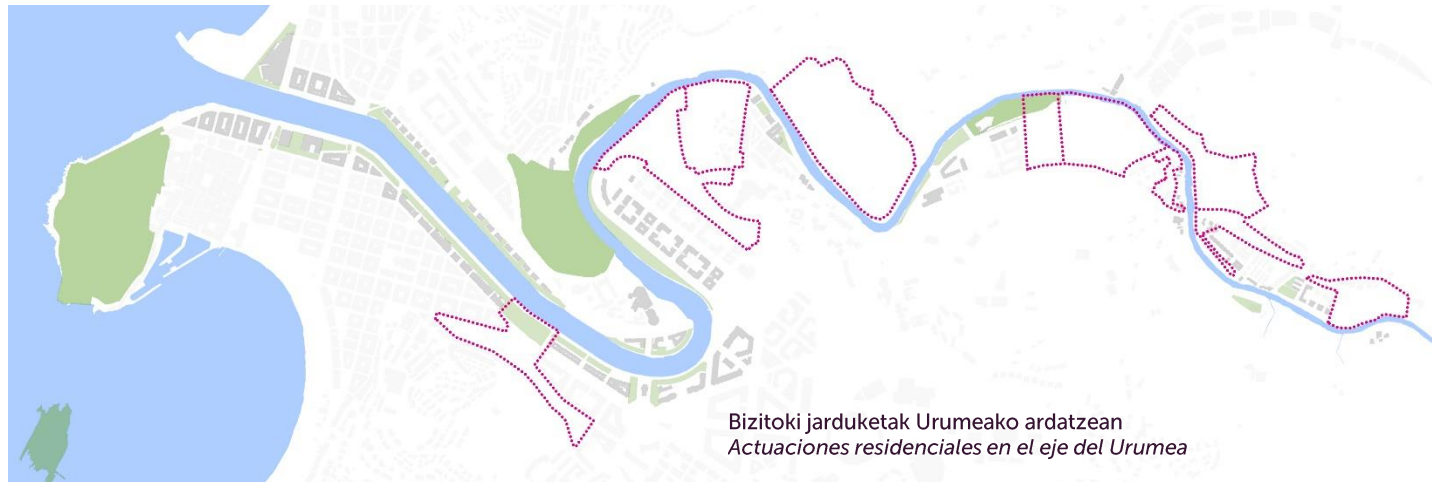 Bizitoki jarduketak Urumeako ardatzean
Actuaciones residenciales en el eje del Urumea